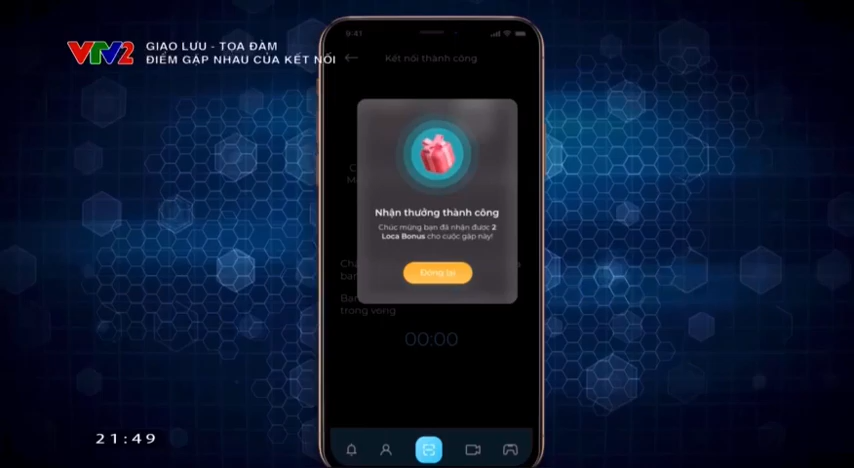 VTV2
GIAO LƯU - TỌA ĐÀM
ĐIỂM GẶP NHAU CỦA KẾT NỐI
9:41
Kết nối thành công
Nhận thưởng thành công
Chúc mừng bạn đã nhận được 2
Loca Bonus cho cuộc gặp này!
Đóng lại
trong vòng
00:00
21:49